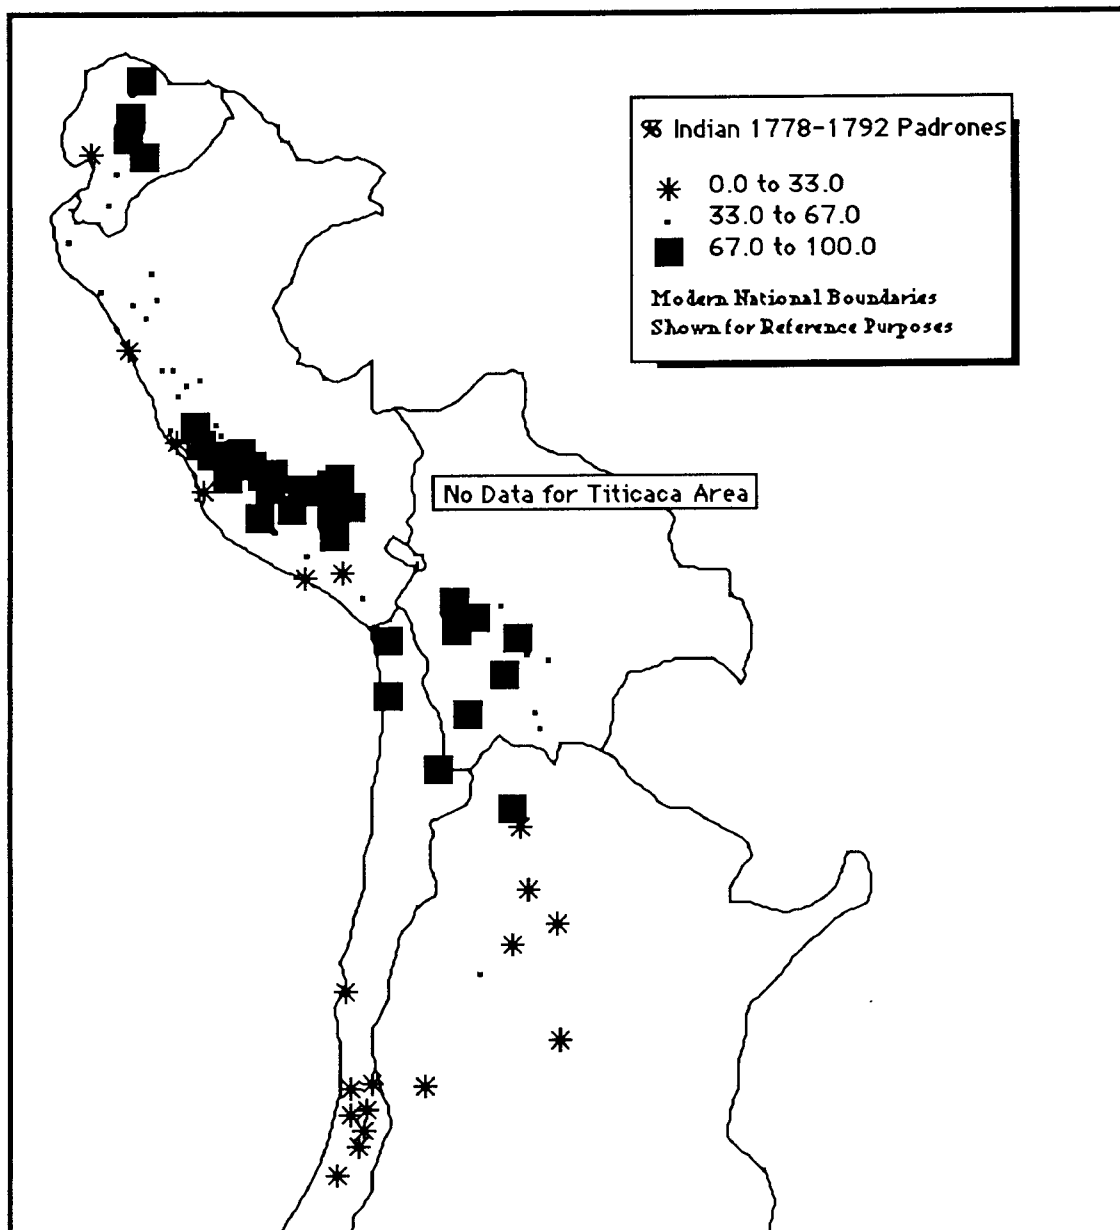 % Indian 1778-1792 Padrones
0.0 to 33.0
33.0 to 67.0
67.0 to 100.0
Modern National Boundaries
Shown for Reference Purposes
No Data for Titicaca Area